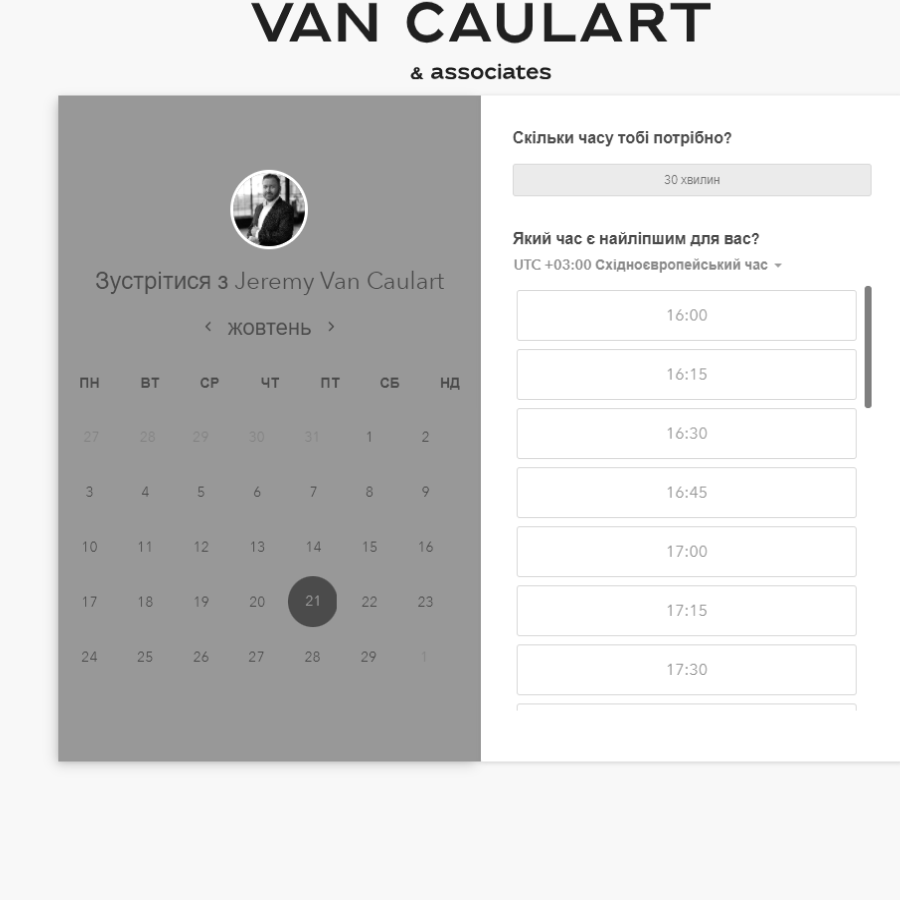 VAN CAULART
& associates
Зустрітися з Jeremy Van Caulart
жовтень
ПН ВТ СР ЧТ ПТ СБ НД
27 28 29 30 31 1 2
3 4 5 6 7 8 9
10 11 12 13 14 15 16
17 18 19 20 21 22 23
24 25 26 27 28 29 1
Скільки часу тобі потрібно?
30 хвилин
Який час є найліпшим для вас?
UTC +03:00 Східноєвропейський час
16:00
16:15
16:30
16:45
17:00
17:15
17:30